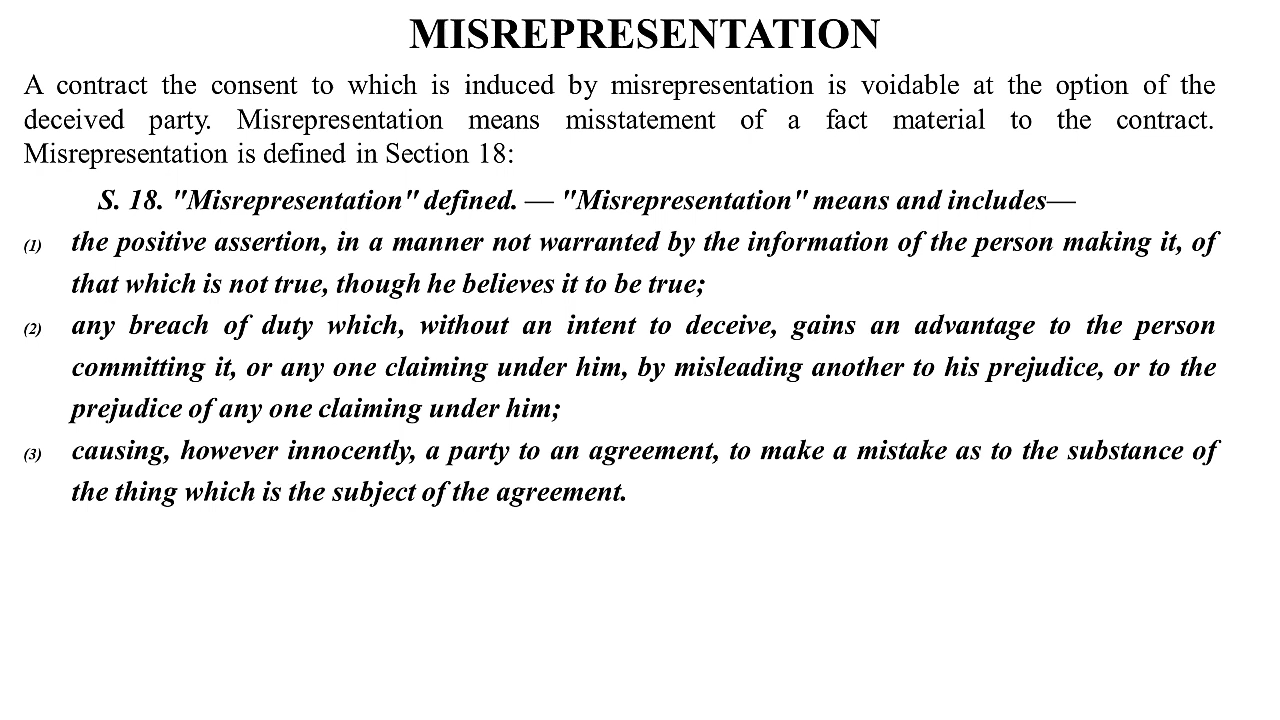 MISREPRESENTATION
A contract the consent to which is induced by misrepresentation is voidable at the option of the
deceived party. Misrepresentation means misstatement of a fact material to the contract.
Misrepresentation is defined in Section 18:
S. 18. "Misrepresentation" defined. — "Misrepresentation" means and includes—
(1) the positive assertion, in a manner not warranted by the information of the person making it, of
that which is not true, though he believes it to be true;
(2) any breach of duty which, without an intent to deceive, gains an advantage to the person
committing it, or any one claiming under him, by misleading another to his prejudice, or to the
prejudice of any one claiming under him;
(3) causing, however innocently, a party to an agreement, to make a mistake as to the substance of
the thing which is the subject of the agreement.